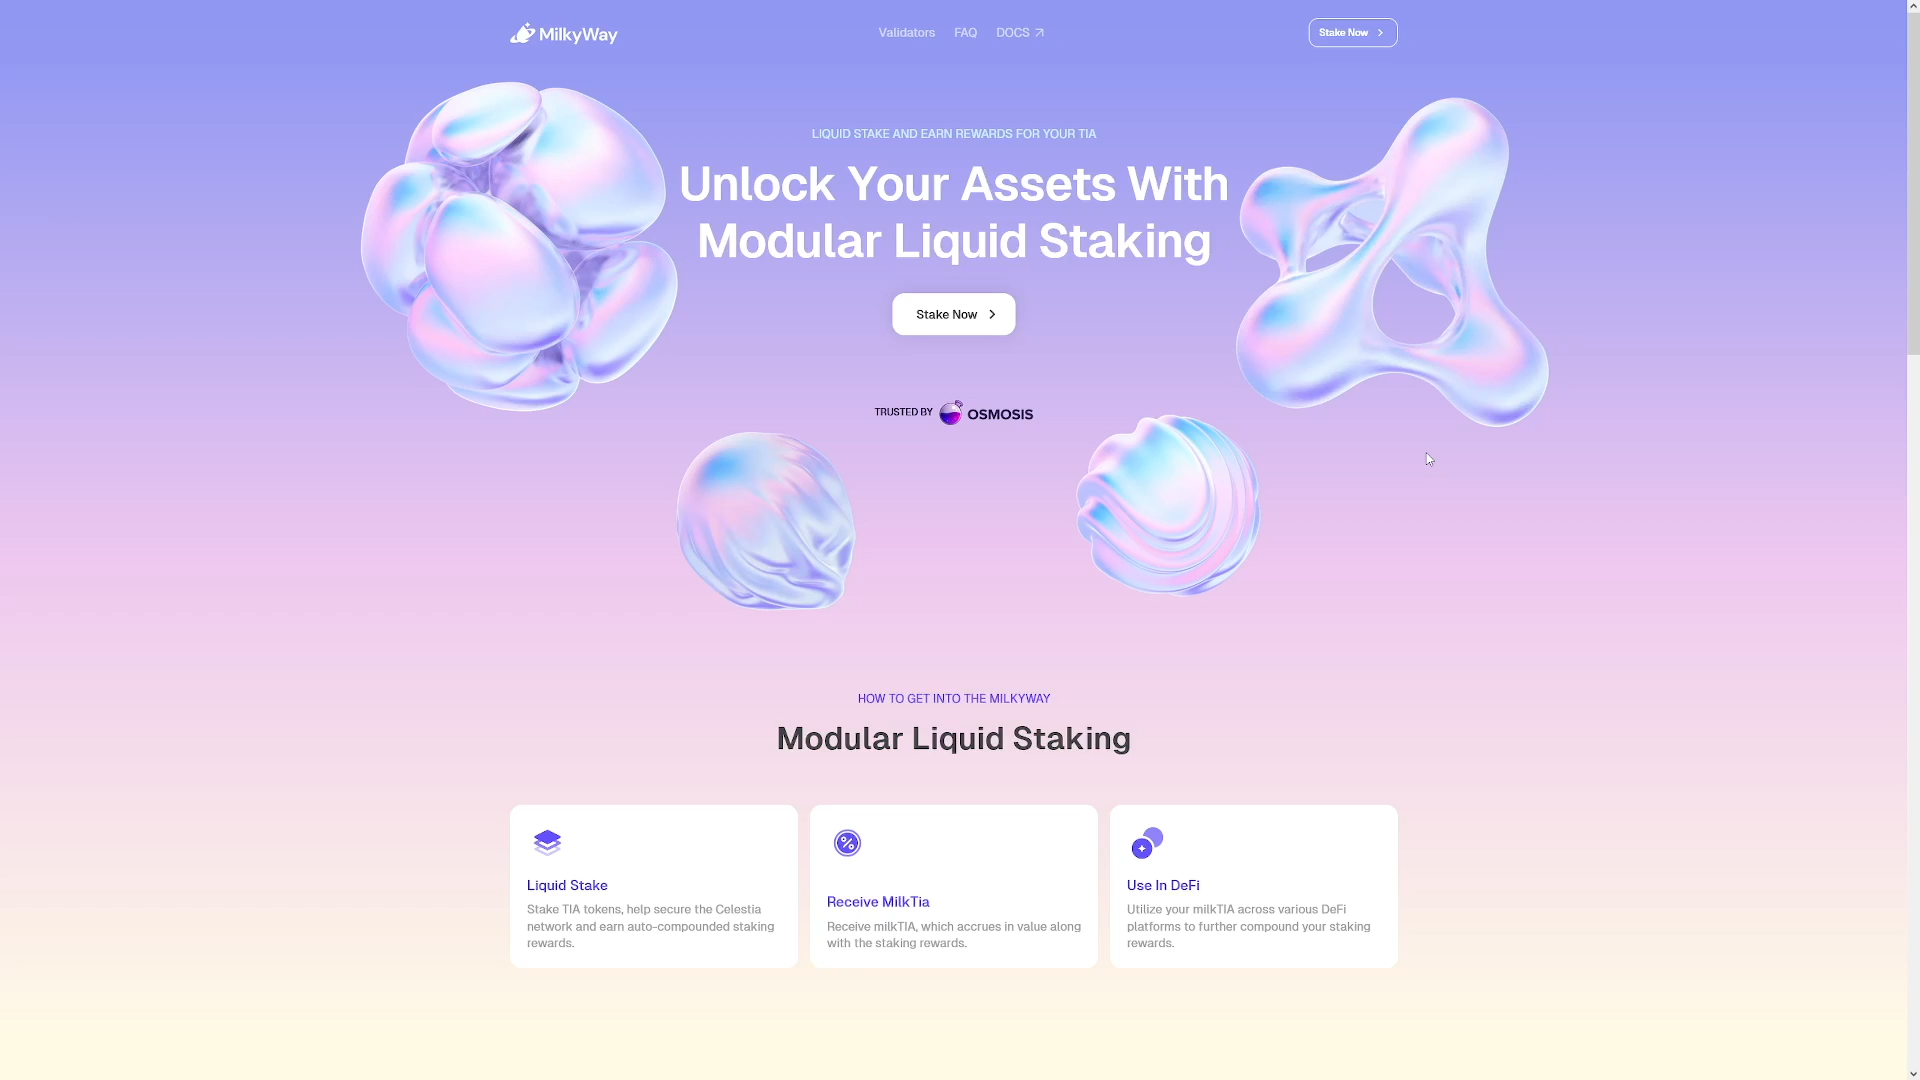 MilkyWay
Validators
FAQ
DOCS
Stake Now
LIQUID STAKE AND EARN REWARDS FOR YOUR TIA
Unlock Your Assets With
Modular Liquid Staking
Stake Now
TRUSTED BY OSMOSIS
HOW TO GET INTO THE MILKYWAY
Modular Liquid Staking
Liquid Stake
Stake TIA tokens, help secure the Celestia
network and earn auto-compounded staking
rewards.
Receive MilkTia
Receive milkTIA, which accrues in value along
with the staking rewards.
Use In DeFi
Utilize your milkTIA across various DeFi
platforms to further compound your staking
rewards.